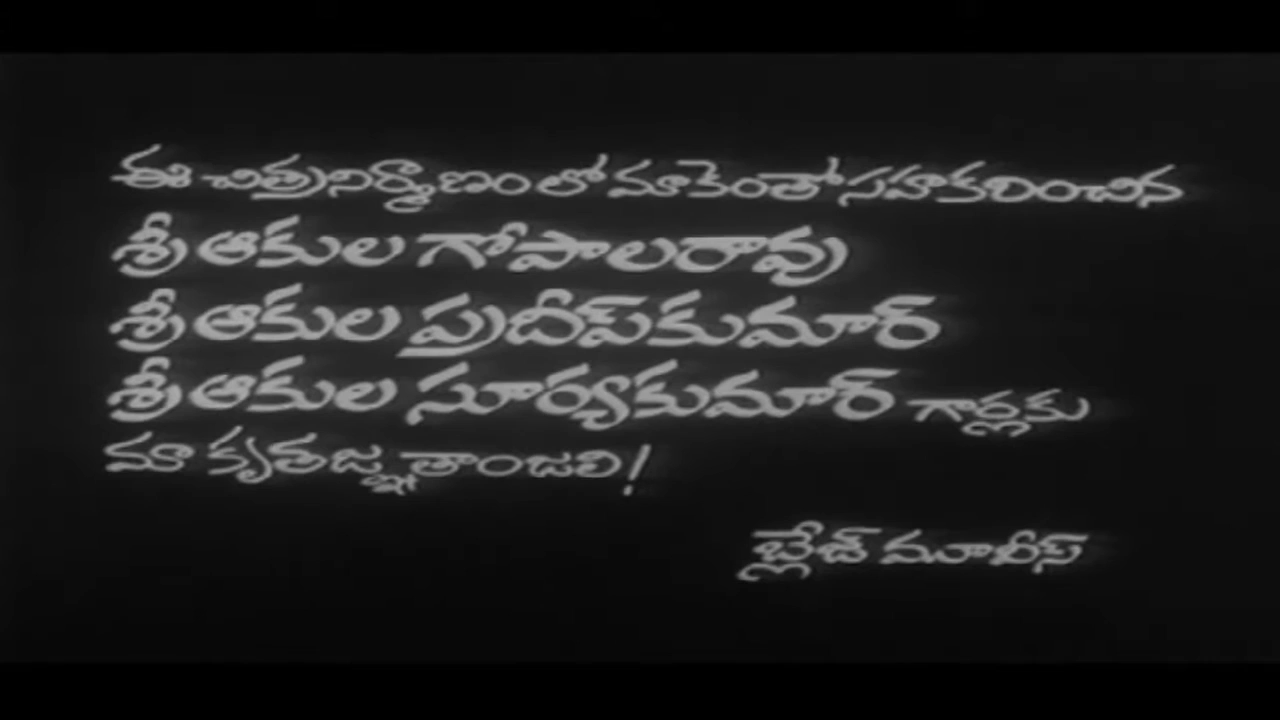 ఈ చిత్రనిర్మాణంలో మాకెంతో సహకరించిన
శ్రీ ఆకుల గోపాలరావు
శ్రీ ఆకుల ప్రదీప్‌కుమార్
శ్రీ ఆకుల సూర్యకుమార్ గార్లకు
మా కృతజ్ఞతాంజలి!
బ్లేజ్ మూవీస్